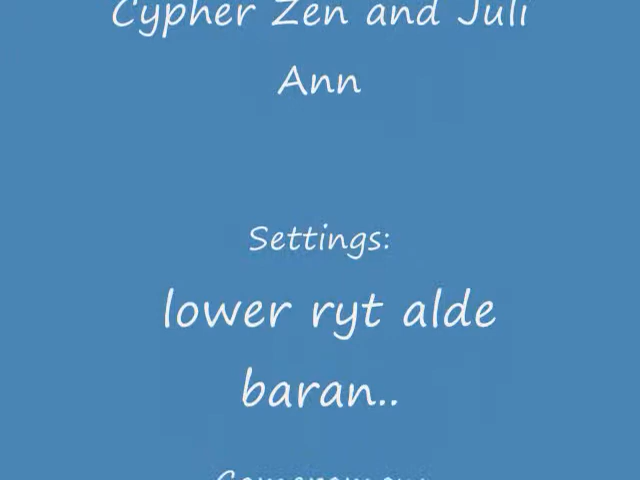 Cypher Zen and Juli
Ann
Settings:
lower ryt alde
baran..